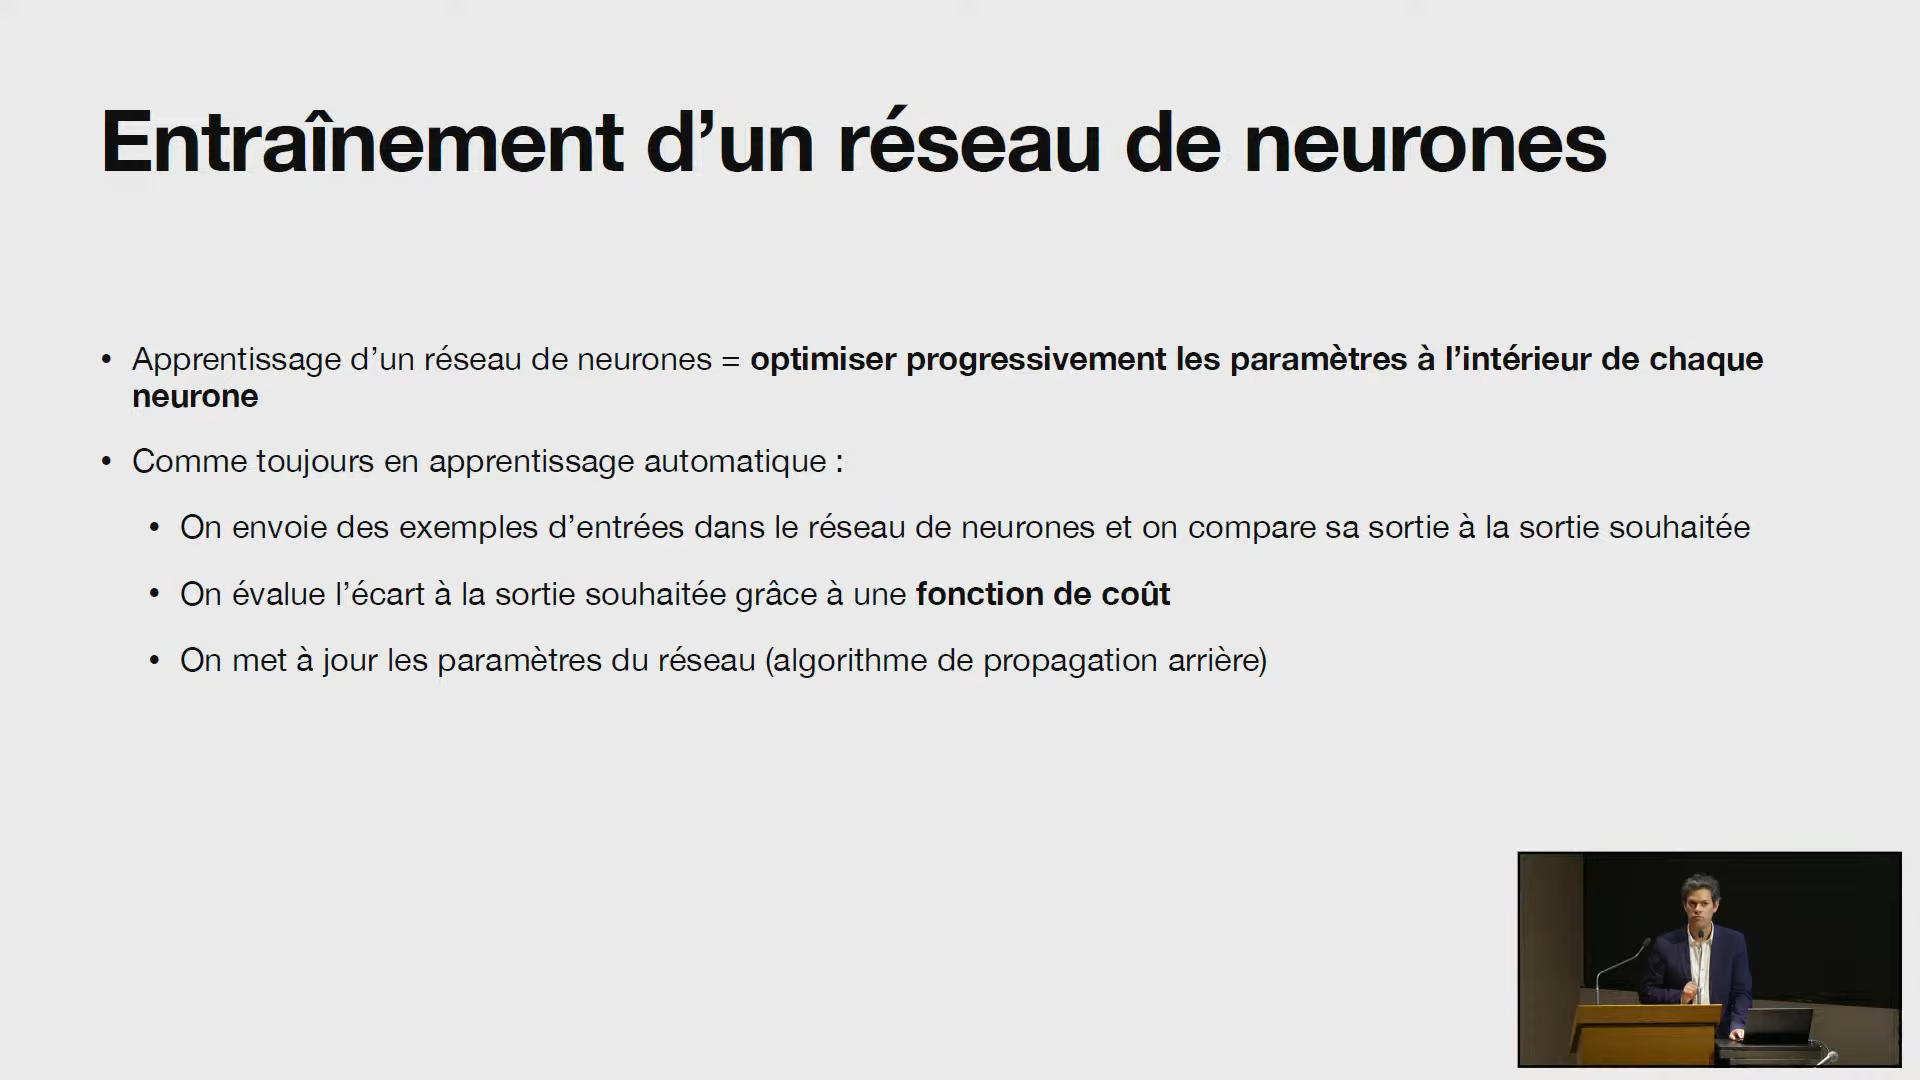 Entraînement d’un réseau de neurones
• Apprentissage d’un réseau de neurones = optimiser progressivement les paramètres à l’intérieur de chaque
neurone
• Comme toujours en apprentissage automatique :
• On envoie des exemples d’entrées dans le réseau de neurones et on compare sa sortie à la sortie souhaitée
• On évalue l’écart à la sortie souhaitée grâce à une fonction de coût
• On met à jour les paramètres du réseau (algorithme de propagation arrière)